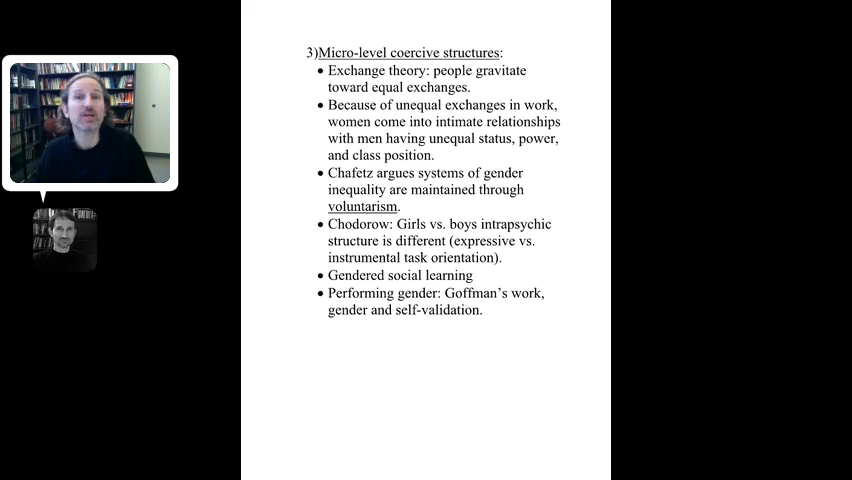 3)Micro-level coercive structures:
• Exchange theory: people gravitate
toward equal exchanges.
• Because of unequal exchanges in work,
women come into intimate relationships
with men having unequal status, power,
and class position.
• Chafetz argues systems of gender
inequality are maintained through
voluntarism.
• Chodorow: Girls vs. boys intrapsychic
structure is different (expressive vs.
instrumental task orientation).
• Gendered social learning
• Performing gender: Goffman’s work,
gender and self-validation.